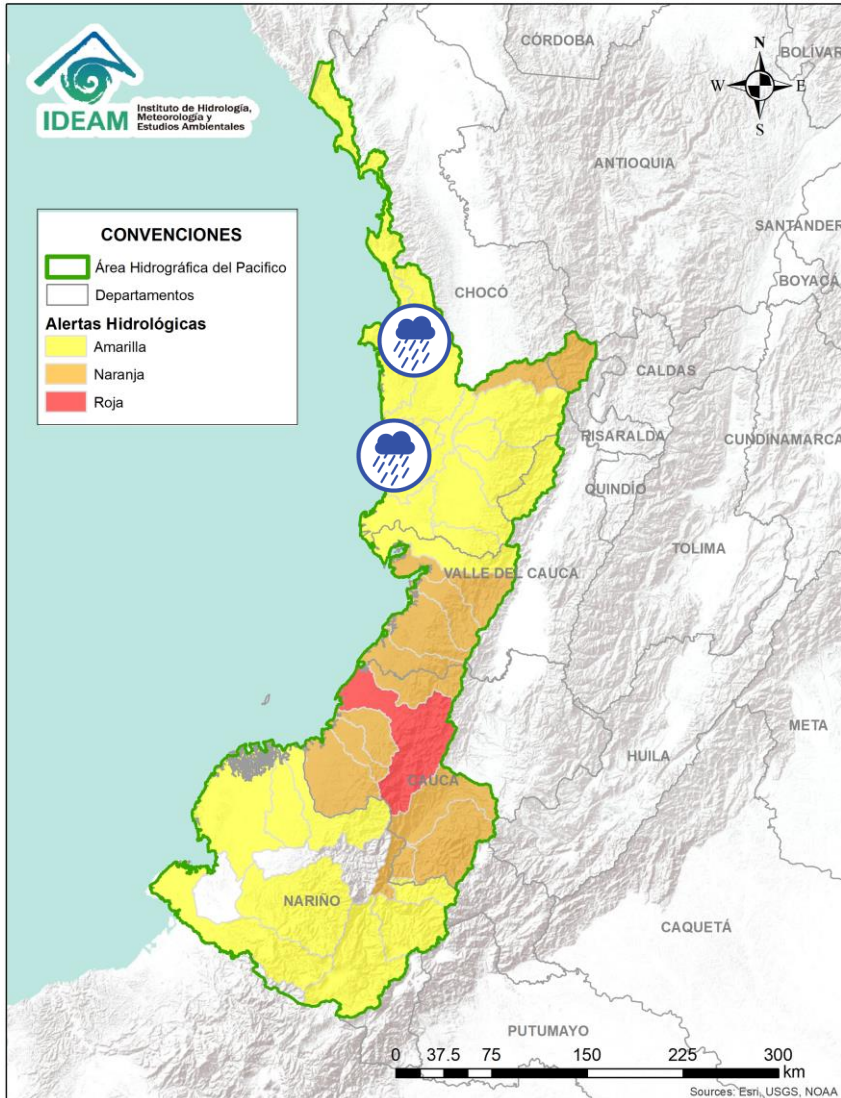 CÓRDOBA
BOLÍVAR
N
W
E
S
IDEAM
Instituto de Hidrología,
Meteorología y
Estudios Ambientales
ANTIOQUIA
SANTANDER
CONVENCIONES
Área Hidrográfica del Pacifico
Departamentos
Alertas Hidrológicas
Amarilla
Naranja
Roja
BOYACÁ
CHOCÓ
CALDAS
RISARALDA
CUNDINAMARCA
QUINDÍO
TOLIMA
VALLE DEL CAUCA
META
HUILA
CAUCA
NARIÑO
CAQUETÁ
PUTUMAYO
0 37.5 75 150 225 300
km
Sources: Esri, USGS, NOAA